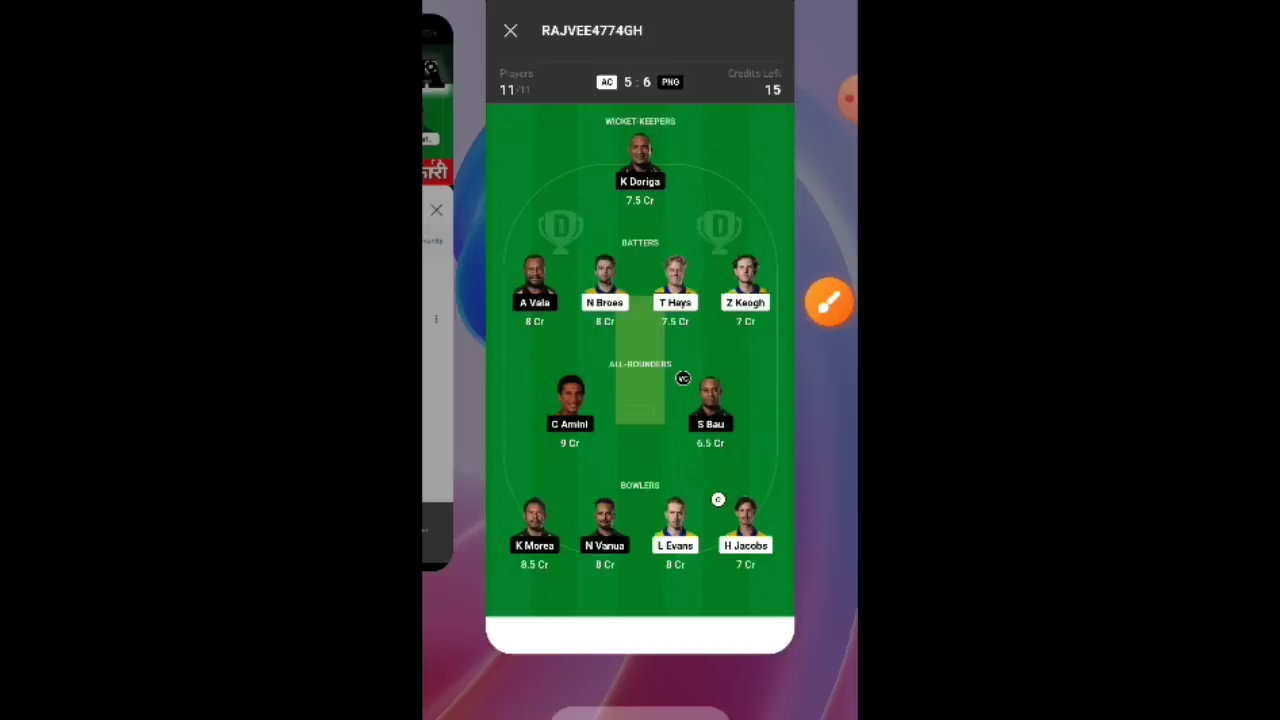 RAJVEE4774GH
Players
11/11
AC 5 : 6 PNG
Credits Left
15
WICKET-KEEPERS
K Doriga
7.5 Cr
D D
BATTERS
A Vala N Broes T Hays Z Keogh
8 Cr 8 Cr 7.5 Cr 7 Cr
ALL-ROUNDERS
VC
C Amini S Bau
9 Cr 6.5 Cr
BOWLERS
C
K Morea N Vanua L Evans H Jacobs
8.5 Cr 8 Cr 8 Cr 7 Cr